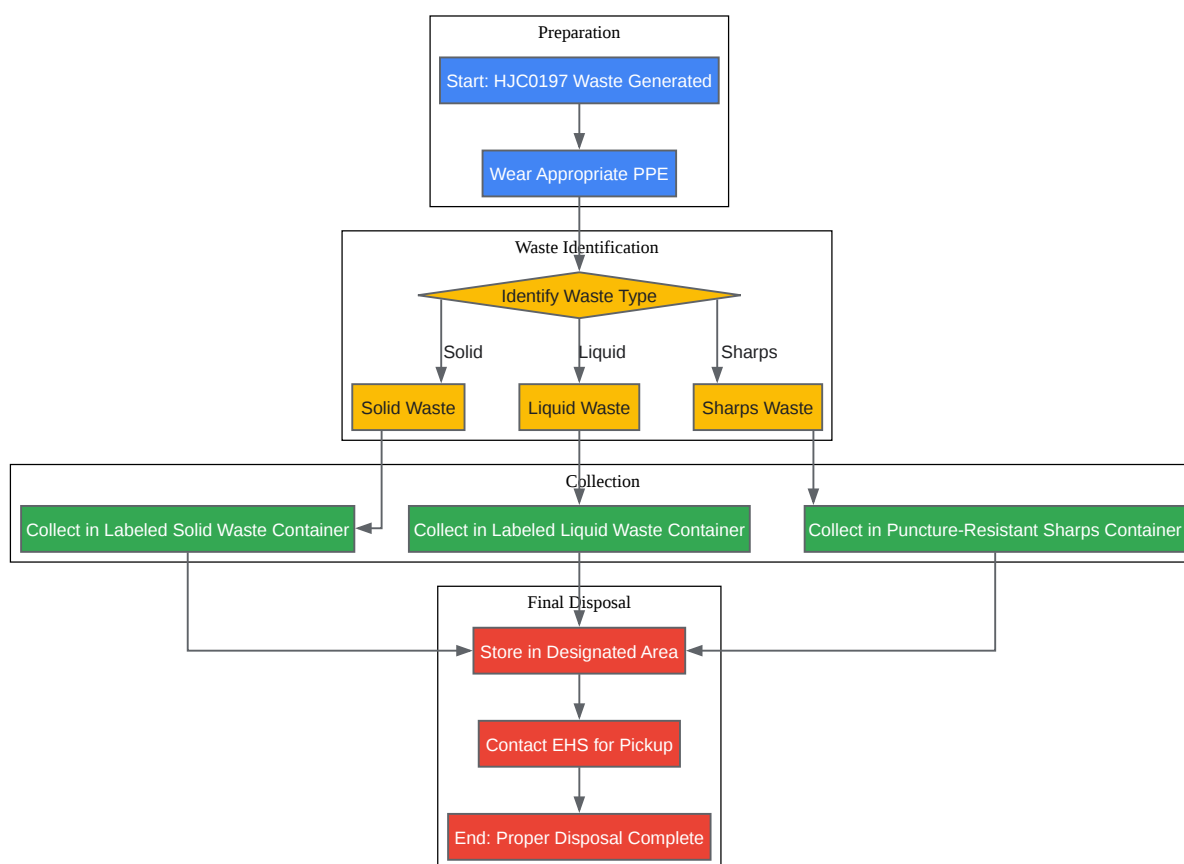 Preparation
Start: HJC0197 Waste Generated
Wear Appropriate PPE
Waste Identification
Identify Waste Type
Solid
Liquid
Sharps
Solid Waste
Liquid Waste
Sharps Waste
Collection
Collect in Labeled Solid Waste Container
Collect in Labeled Liquid Waste Container
Collect in Puncture-Resistant Sharps Container
Final Disposal
Store in Designated Area
Contact EHS for Pickup
End: Proper Disposal Complete